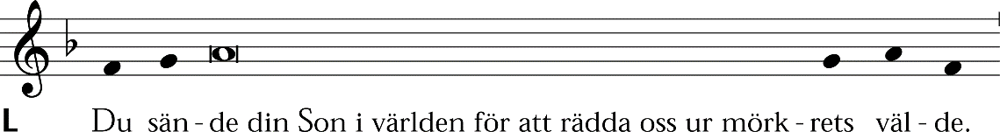 L Du sän - de din Son i världen för att rädda oss ur mörk - rets väl - de.